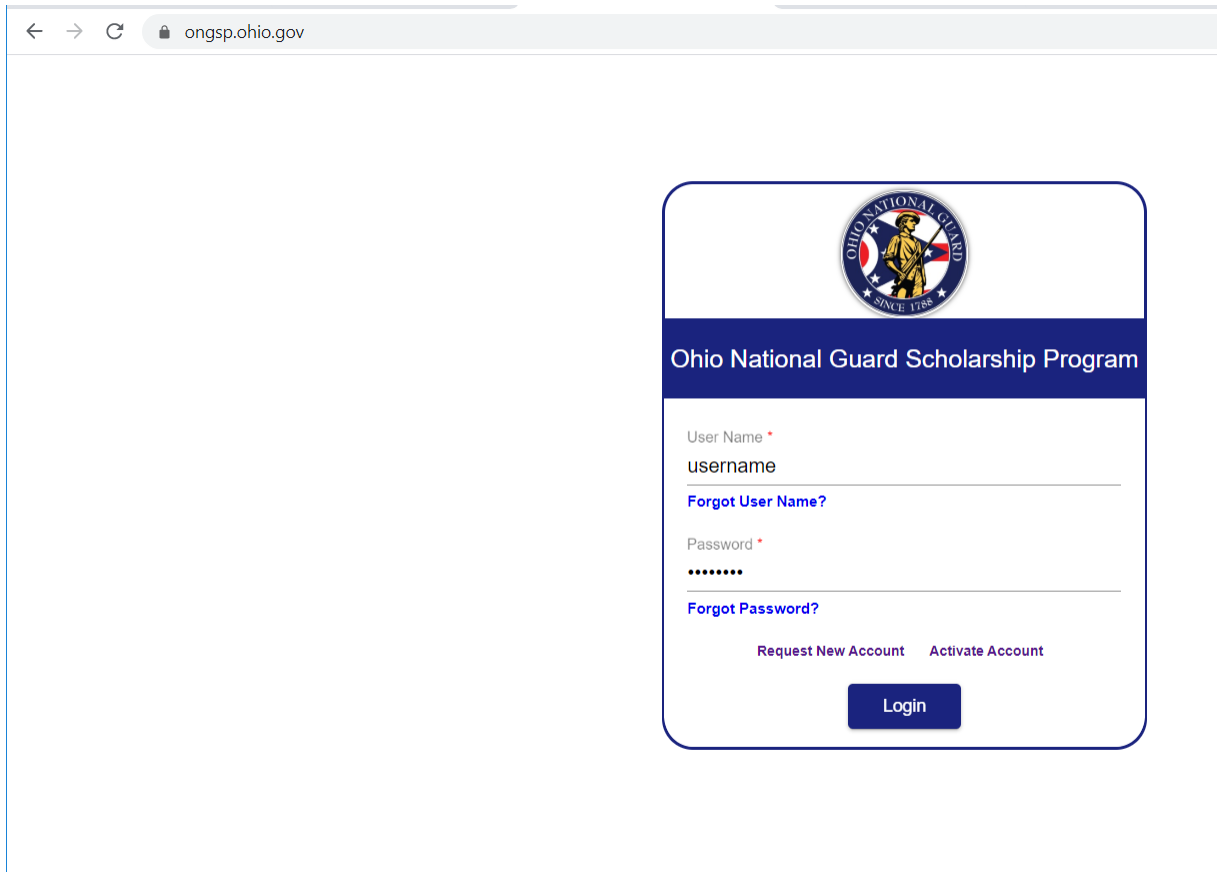 ongsp.ohio.gov
OHIO NATIONAL GUARD
SINCE 1788
Ohio National Guard Scholarship Program
User Name *
username
Forgot User Name?
Password *
••••••••
Forgot Password?
Request New Account Activate Account
Login